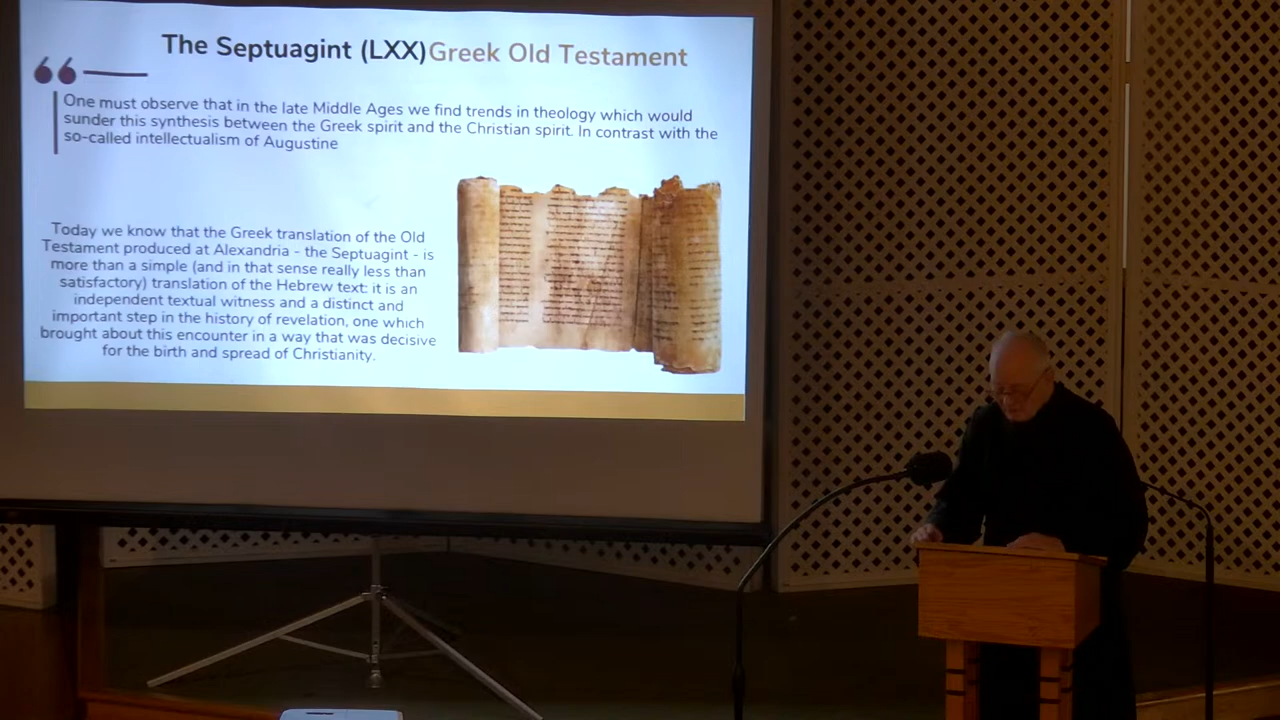 The Septuagint (LXX)Greek Old Testament
One must observe that in the late Middle Ages we find trends in theology which would
sunder this synthesis between the Greek spirit and the Christian spirit. In contrast with the
so-called intellectualism of Augustine
Today we know that the Greek translation of the Old
Testament produced at Alexandria - the Septuagint - is
more than a simple (and in that sense really less than
satisfactory) translation of the Hebrew text: it is an
independent textual witness and a distinct and
important step in the history of revelation, one which
brought about this encounter in a way that was decisive
for the birth and spread of Christianity.